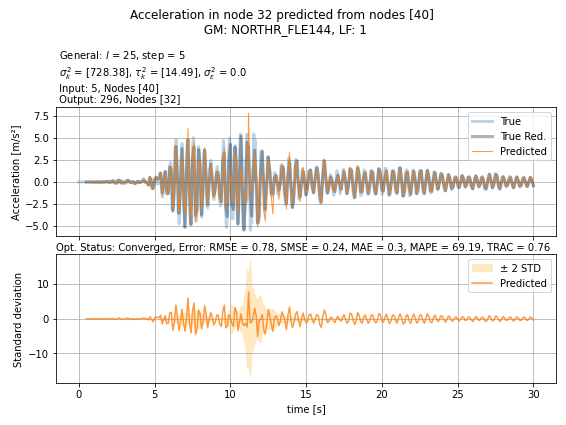 Acceleration in node 32 predicted from nodes [40]
GM: NORTHR_FLE144, LF: 1
General: l = 25, step = 5
σ²ₖ = [728.38], τ²ₖ = [14.49], σ²ε = 0.0
Input: 5, Nodes [40]
Output: 296, Nodes [32]
Acceleration [m/s²]
7.5
5.0
2.5
0.0
−2.5
−5.0
True
True Red.
Predicted
Opt. Status: Converged, Error: RMSE = 0.78, SMSE = 0.24, MAE = 0.3, MAPE = 69.19, TRAC = 0.76
Standard deviation
10
0
−10
± 2 STD
Predicted
0 5 10 15 20 25 30
time [s]